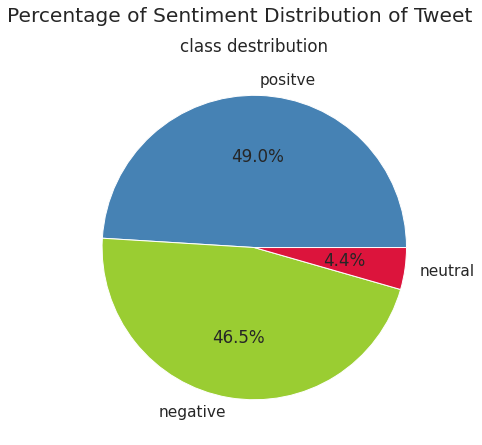 Percentage of Sentiment Distribution of Tweet
class destribution
positve
49.0%
4.4%
neutral
46.5%
negative